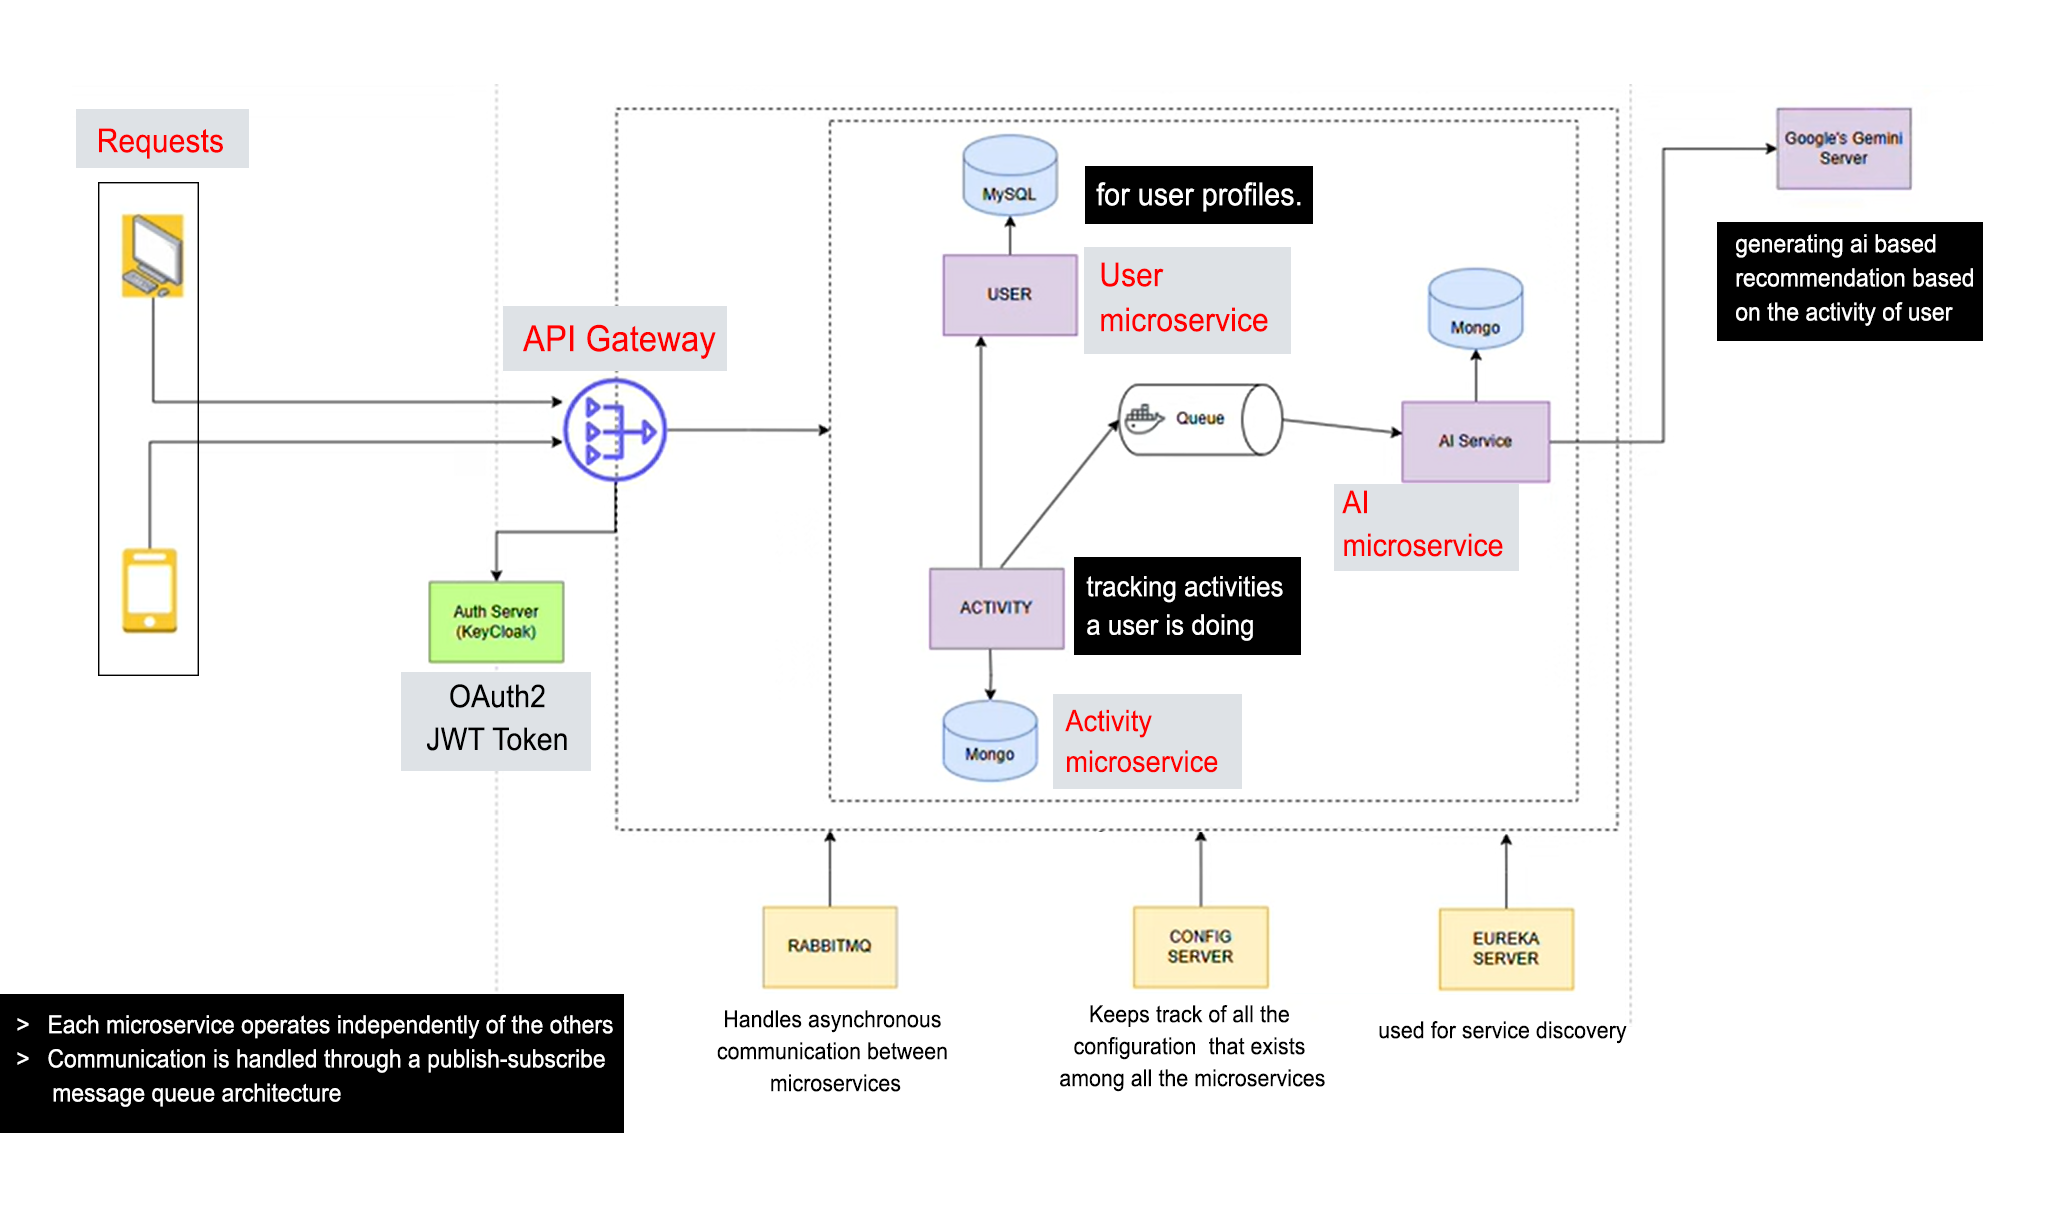 Requests
API Gateway
Auth Server
(KeyCloak)
OAuth2
JWT Token
MySQL
for user profiles.
USER
User
microservice
Queue
Mongo
AI Service
AI
microservice
ACTIVITY
tracking activities
a user is doing
Mongo
Activity
microservice
Google's Gemini
Server
generating ai based
recommendation based
on the activity of user
RABBITMQ
Handles asynchronous
communication between
microservices
CONFIG
SERVER
Keeps track of all the
configuration that exists
among all the microservices
EUREKA
SERVER
used for service discovery
> Each microservice operates independently of the others
> Communication is handled through a publish-subscribe
message queue architecture